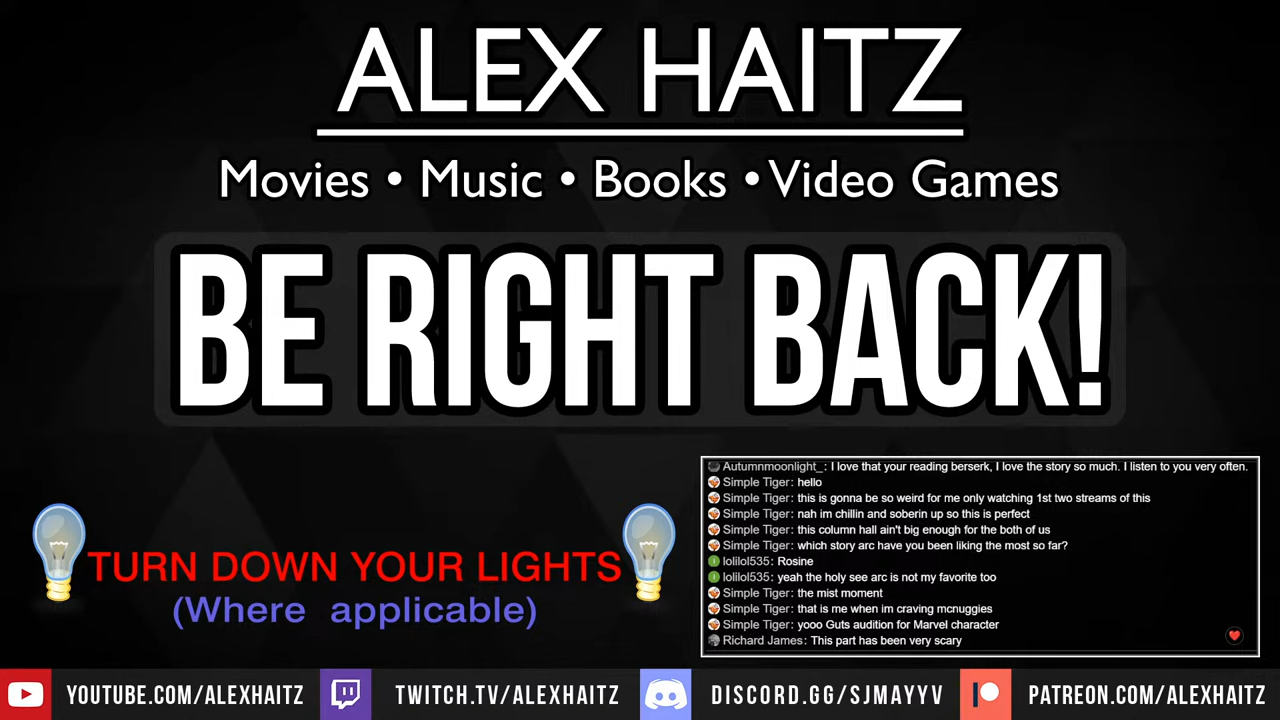 ALEX HAITZ
Movies • Music • Books • Video Games
BE RIGHT BACK!
TURN DOWN YOUR LIGHTS
(Where applicable)
Autumnmoonlight_: I love that your reading berserk, I love the story so much. I listen to you very often.
Simple Tiger: hello
Simple Tiger: this is gonna be so weird for me only watching 1st two streams of this
Simple Tiger: nah im chillin and soberin up so this is perfect
Simple Tiger: this column hall ain't big enough for the both of us
Simple Tiger: which story arc have you been liking the most so far?
lolilol535: Rosine
lolilol535: yeah the holy see arc is not my favorite too
Simple Tiger: the mist moment
Simple Tiger: that is me when im craving mcnuggies
Simple Tiger: yooo Guts audition for Marvel character
Richard James: This part has been very scary
YOUTUBE.COM/ALEXHAITZ
TWITCH.TV/ALEXHAITZ
DISCORD.GG/SJMAYYV
PATREON.COM/ALEXHAITZ